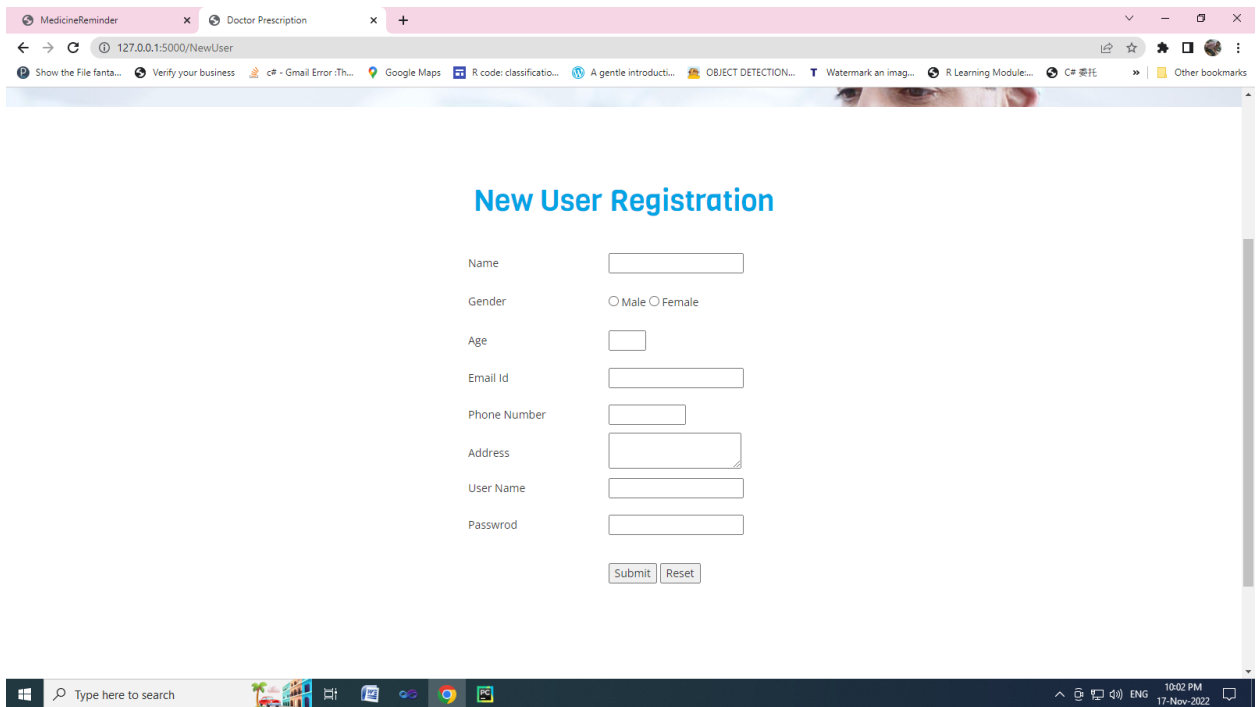 MedicineReminder
Doctor Prescription
127.0.0.1:5000/NewUser
Show the File fanta... Verify your business c# - Gmail Error :Th... Google Maps R code: classificatio... A gentle introducti... OBJECT DETECTION... T Watermark an imag... R Learning Module:... C# 委托 » Other bookmarks
New User Registration
Name
Gender Male Female
Age
Email Id
Phone Number
Address
User Name
Passwrod
Submit Reset
Type here to search
ENG
10:02 PM
17-Nov-2022